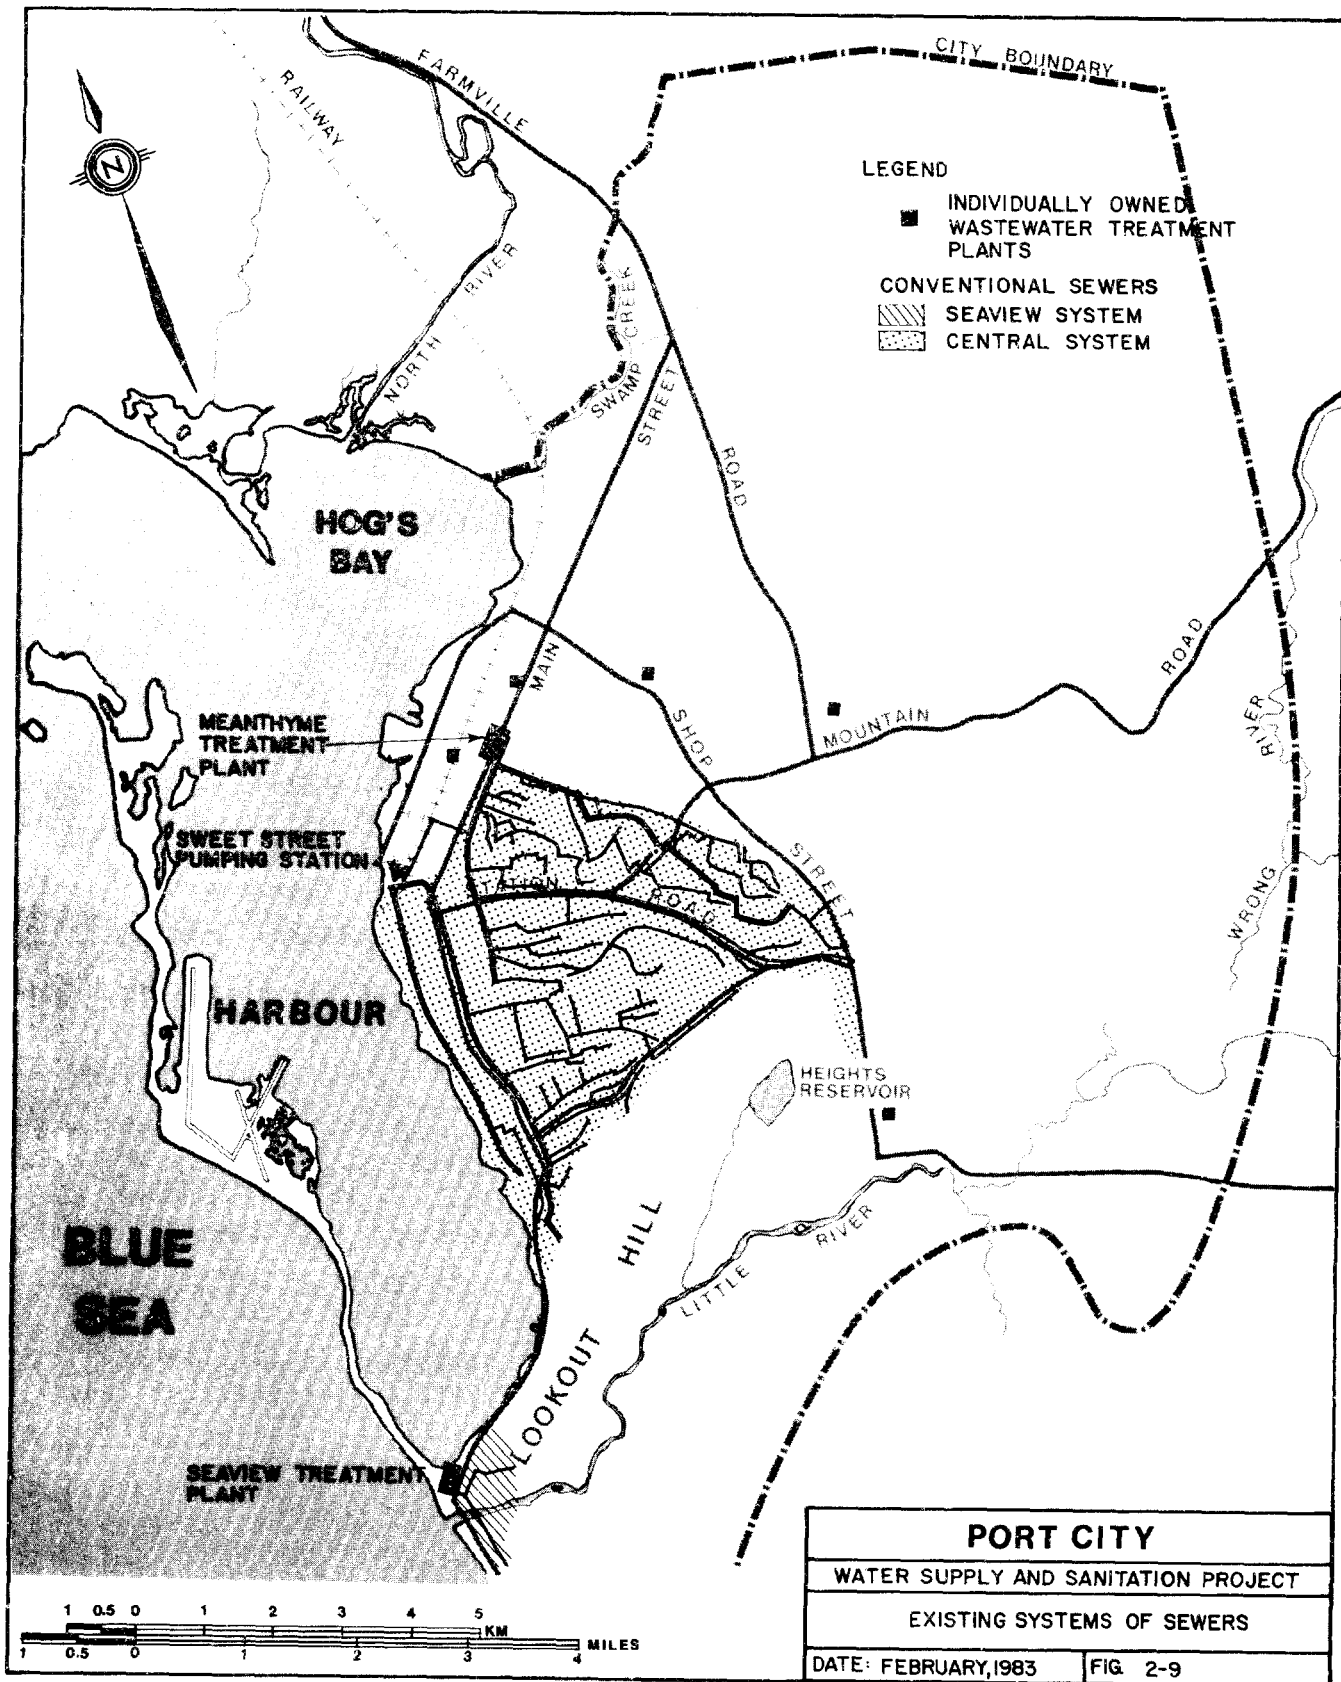 CITY BOUNDARY
FARMVILLE
RAILWAY
N
LEGEND
INDIVIDUALLY OWNED
WASTEWATER TREATMENT
PLANTS
CONVENTIONAL SEWERS
SEAVIEW SYSTEM
CENTRAL SYSTEM
NORTH RIVER
SWAMP CREEK
STREET
ROAD
HOG'S
BAY
MAIN
ROAD
RIVER
MEANTHYME
TREATMENT
PLANT
SHOP
MOUNTAIN
SWEET STREET
PUMPING STATION
STATION
ROAD
STREET
WRONG
HARBOUR
HEIGHTS
RESERVOIR
BLUE
SEA
HILL
RIVER
LITTLE
LOOKOUT
SEAVIEW TREATMENT
PLANT
PORT CITY
WATER SUPPLY AND SANITATION PROJECT
EXISTING SYSTEMS OF SEWERS
DATE: FEBRUARY, 1983
FIG. 2-9
1 0.5 0 1 2 3 4 5
KM
MILES
1 0.5 0 1 2 3 4